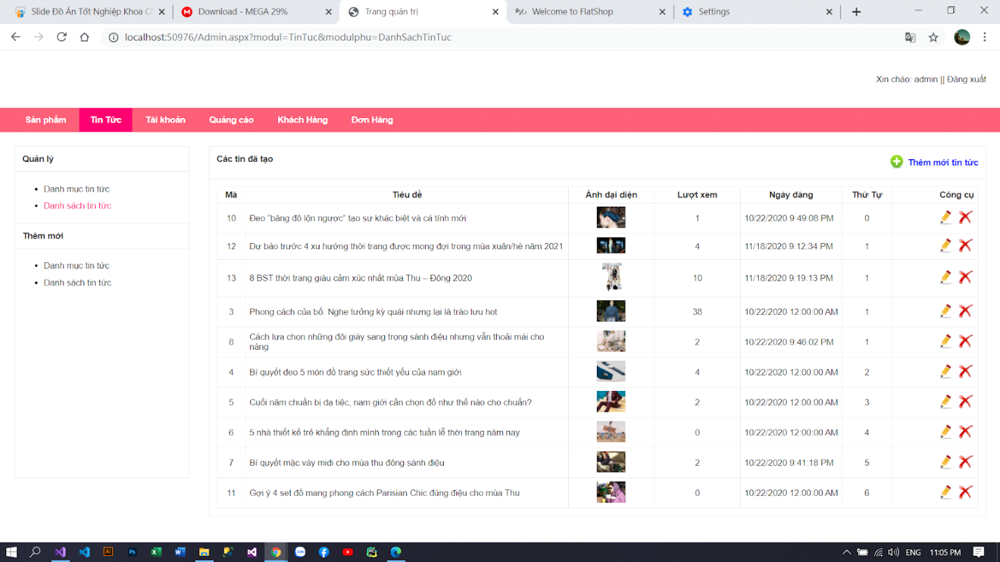 Slide Đồ Án Tốt Nghiệp Khoa C
Download - MEGA 29%
Trang quản trị
Welcome to FlatShop
Settings
localhost:50976/Admin.aspx?modul=TinTuc&modulphu=DanhSachTinTuc
Xin chào: admin || Đăng xuất
Sản phẩm Tin Tức Tài khoản Quảng cáo Khách Hàng Đơn Hàng
Quản lý
Danh mục tin tức
Danh sách tin tức
Thêm mới
Danh mục tin tức
Danh sách tin tức
Các tin đã tạo
Thêm mới tin tức
Mã Tiêu đề Ảnh đại diện Lượt xem Ngày đăng Thứ Tự Công cụ
10 Đeo “băng đô lộn ngược” tạo sự khác biệt và cá tính mới 1 10/22/2020 9:49:08 PM 0
12 Dự báo trước 4 xu hướng thời trang được mong đợi trong mùa xuân/hè năm 2021 4 11/18/2020 9:12:34 PM 1
13 8 BST thời trang giàu cảm xúc nhất mùa Thu – Đông 2020 10 11/18/2020 9:19:13 PM 1
3 Phong cách của bố: Nghe tưởng kỳ quái nhưng lại là trào lưu hot 38 10/22/2020 12:00:00 AM 1
8 Cách lựa chọn những đôi giày sang trọng sành điệu nhưng vẫn thoải mái cho
nàng 2 10/22/2020 9:46:02 PM 1
4 Bí quyết đeo 5 món đồ trang sức thiết yếu của nam giới 4 10/22/2020 12:00:00 AM 2
5 Cuối năm chuẩn bị dạ tiệc, nam giới cần chọn đồ như thế nào cho chuẩn? 2 10/22/2020 12:00:00 AM 3
6 5 nhà thiết kế trẻ khẳng định mình trong các tuần lễ thời trang năm nay 0 10/22/2020 12:00:00 AM 4
7 Bí quyết mặc váy midi cho mùa thu đông sành điệu 2 10/22/2020 9:41:18 PM 5
11 Gợi ý 4 set đồ mang phong cách Parisian Chic đúng điệu cho mùa Thu 0 10/22/2020 12:00:00 AM 6
ENG 11:05 PM